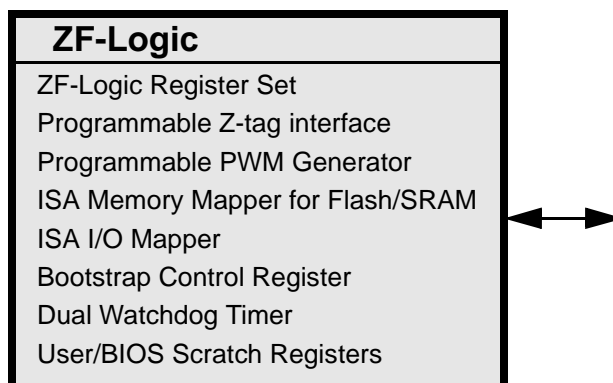 ZF-Logic
ZF-Logic Register Set
Programmable Z-tag interface
Programmable PWM Generator
ISA Memory Mapper for Flash/SRAM
ISA I/O Mapper
Bootstrap Control Register
Dual Watchdog Timer
User/BIOS Scratch Registers